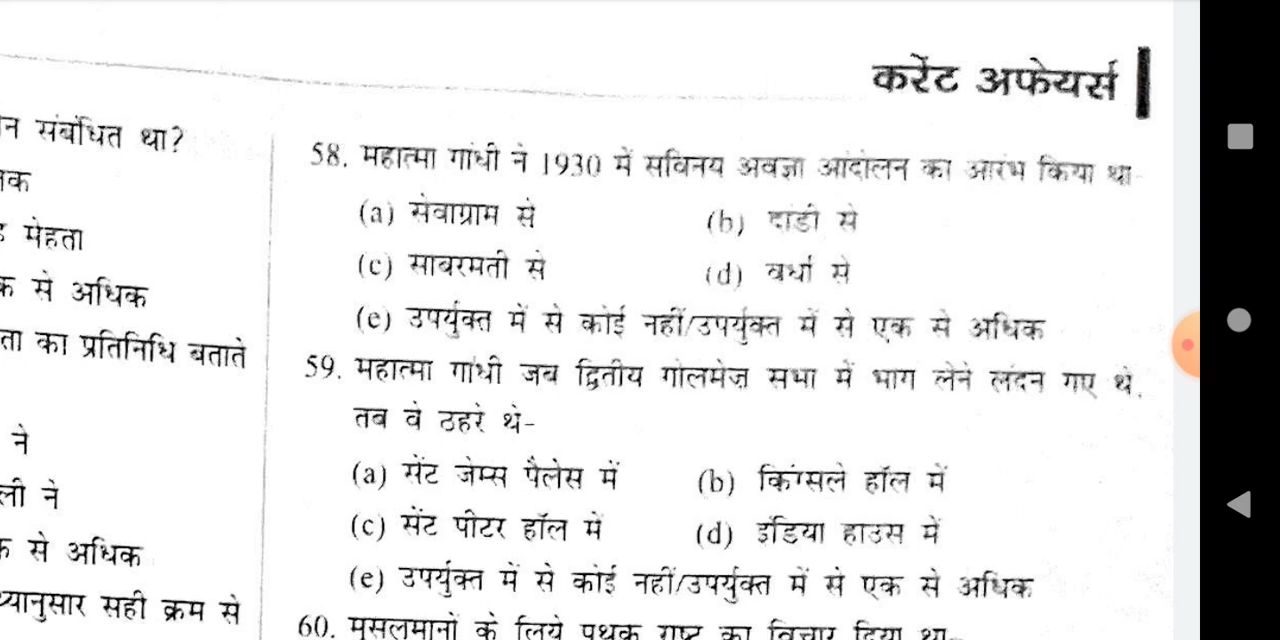 करेंट अफेयर्स
संबंधित था?
मेहता
से अधिक
का प्रतिनिधि बताते
ने
ने
से अधिक
सही क्रम से
58. महात्मा गांधी ने 1930 में सविनय अवज्ञा आंदोलन का आरंभ किया था-
(a) सेवाग्राम से (b) दांडी से
(c) साबरमती से (d) वर्धा से
(e) उपर्युक्त में से कोई नहीं/उपर्युक्त में से एक से अधिक
59. महात्मा गांधी जब द्वितीय गोलमेज़ सभा में भाग लेने लंदन गए थे,
तब वे ठहरे थे-
(a) सेंट जेम्स पैलेस में (b) किंग्सले हॉल में
(c) सेंट पीटर हॉल में (d) इंडिया हाउस में
(e) उपर्युक्त में से कोई नहीं/उपर्युक्त में से एक से अधिक
60. मुसलमानों के लिये पृथक राष्ट्र का विचार दिया था-